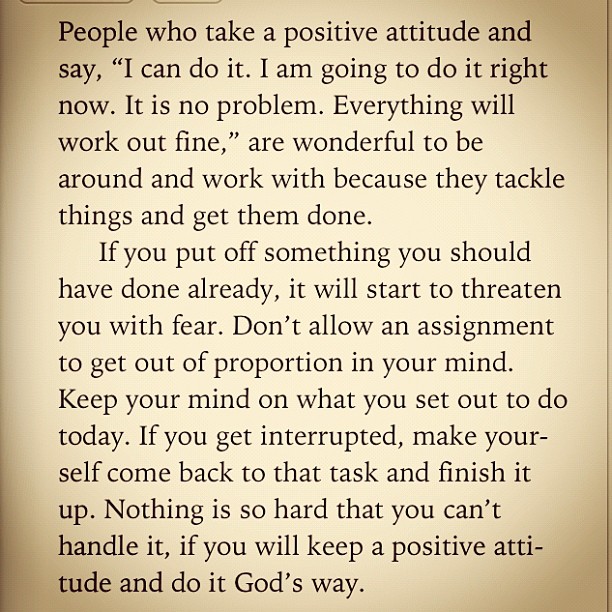 People who take a positive attitude and
say, “I can do it. I am going to do it right
now. It is no problem. Everything will
work out fine,” are wonderful to be
around and work with because they tackle
things and get them done.
If you put off something you should
have done already, it will start to threaten
you with fear. Don’t allow an assignment
to get out of proportion in your mind.
Keep your mind on what you set out to do
today. If you get interrupted, make your-
self come back to that task and finish it
up. Nothing is so hard that you can’t
handle it, if you will keep a positive atti-
tude and do it God’s way.